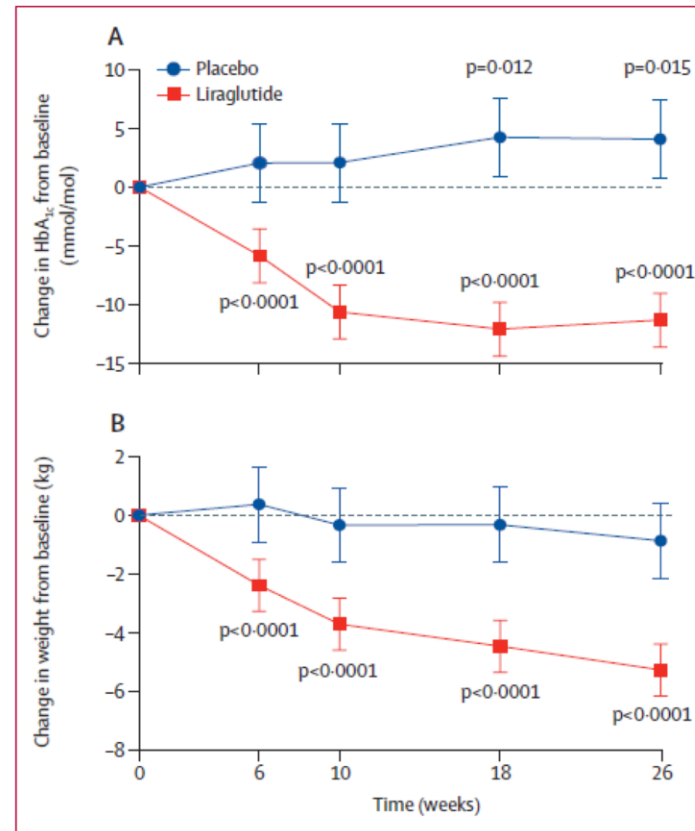 A
Placebo
Liraglutide
p=0·012
p=0·015
Change in HbA1c from baseline
(mmol/mol)
10
5
0
–5
–10
–15
p<0·0001
p<0·0001
p<0·0001
p<0·0001
B
Change in weight from baseline (kg)
2
0
–2
–4
–6
–8
p<0·0001
p<0·0001
p<0·0001
p<0·0001
0 6 10 18 26
Time (weeks)